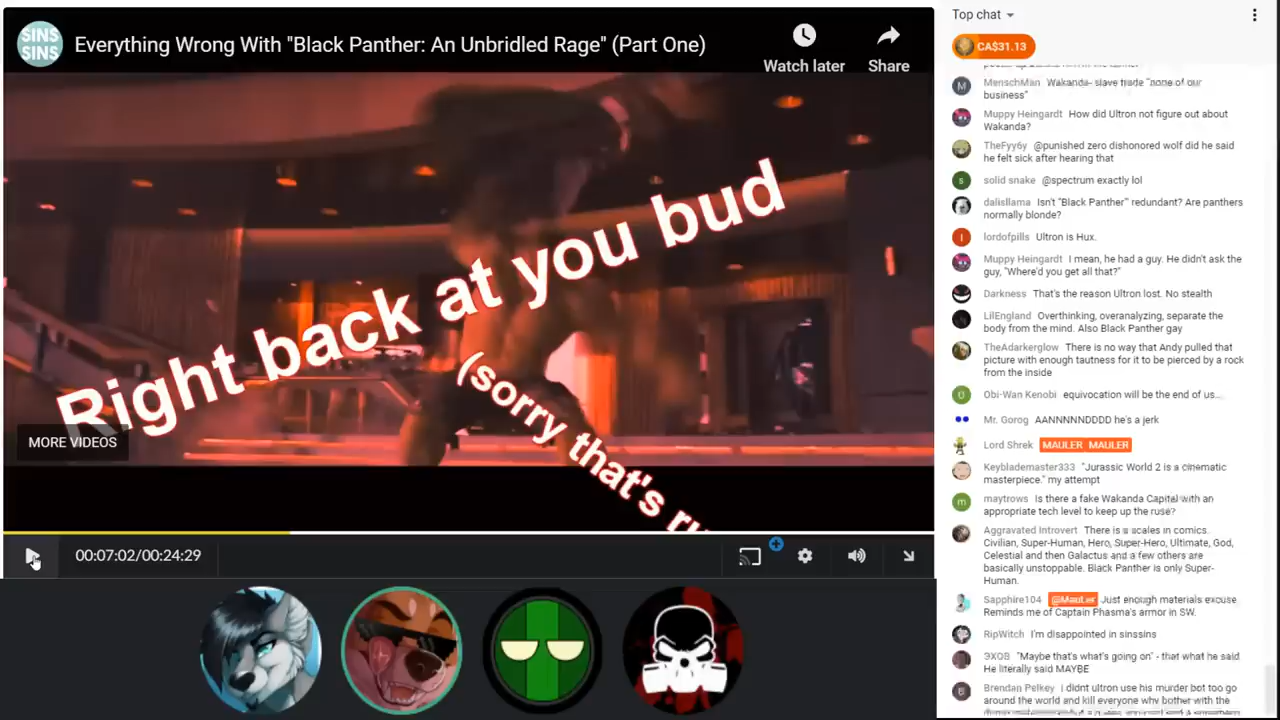 SINS
SINS
Everything Wrong With "Black Panther: An Unbridled Rage" (Part One)
Watch later
Share
Right back at you bud
(sorry that's
MORE VIDEOS
00:07:02/00:24:29
Top chat
CA$31.13
MenschMan Wakanda- slave trade "none of our
business"
Muppy Heingardt How did Ultron not figure out about
Wakanda?
TheFyy6y @punished zero dishonored wolf did he said
he felt sick after hearing that
s
solid snake @spectrum exactly lol
dalisllama Isn't "Black Panther" redundant? Are panthers
normally blonde?
lordofpills Ultron is Hux.
Muppy Heingardt I mean, he had a guy. He didn't ask the
guy, "Where'd you get all that?"
Darkness That's the reason Ultron lost. No stealth
LilEngland Overthinking, overanalyzing, separate the
body from the mind. Also Black Panther gay
TheAdarkerglow There is no way that Andy pulled that
picture with enough tautness for it to be pierced by a rock
from the inside
Obi-Wan Kenobi equivocation will be the end of us...
Mr. Gorog AANNNNNDDDD he's a jerk
Lord Shrek MAULER MAULER
Keyblademaster333 "Jurassic World 2 is a cinematic
masterpiece." my attempt
m
maytrows Is there a fake Wakanda Capital with an
appropriate tech level to keep up the ruse?
Aggravated Introvert There is a scales in comics.
Civilian, Super-Human, Hero, Super-Hero, Ultimate, God,
Celestial and then Galactus and a few others are
basically unstoppable. Black Panther is only Super-
Human.
Sapphire104 @MauLer Just enough materials excuse
Reminds me of Captain Phasma's armor in SW.
RipWitch I'm disappointed in sinssins
ЭХОВ "Maybe that's what's going on" - that what he said.
He literally said MAYBE
Brendan Pelkey i didnt ultron use his murder bot too go
around the world and kill everyone why bother with the